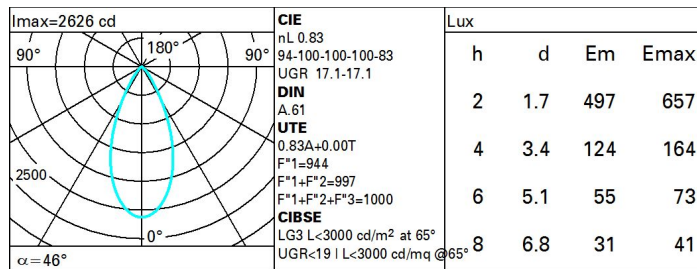 Imax=2626 cd
90°
180°
90°
2500
0°
α=46°
CIE
nL 0.83
94-100-100-100-83
UGR 17.1-17.1
DIN
A.61
UTE
0.83A+0.00T
F"1=944
F"1+F"2=997
F"1+F"2+F"3=1000
CIBSE
LG3 L<3000 cd/m² at 65°
UGR<19 | L<3000 cd/mq @65°
Lux
h d Em Emax
2 1.7 497 657
4 3.4 124 164
6 5.1 55 73
8 6.8 31 41